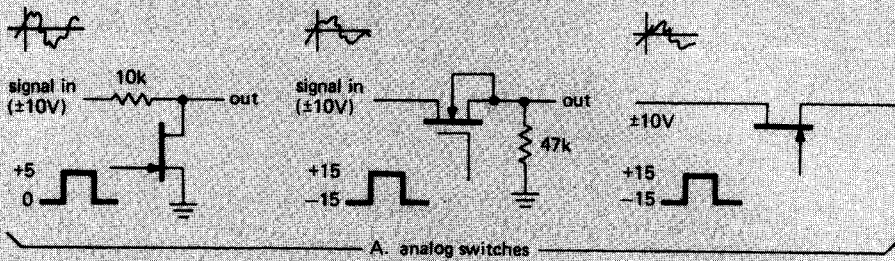 signal in
(±10V)
10k
out
+5
0
signal in
(±10V)
out
47k
+15
−15
±10V
+15
−15
A. analog switches